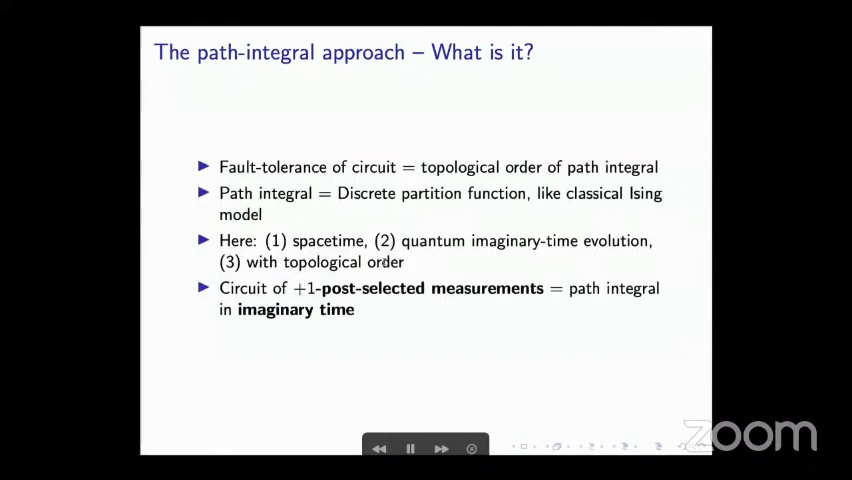 The path-integral approach – What is it?
Fault-tolerance of circuit = topological order of path integral
Path integral = Discrete partition function, like classical Ising
model
Here: (1) spacetime, (2) quantum imaginary-time evolution,
(3) with topological order
Circuit of +1-post-selected measurements = path integral
in imaginary time
zoom